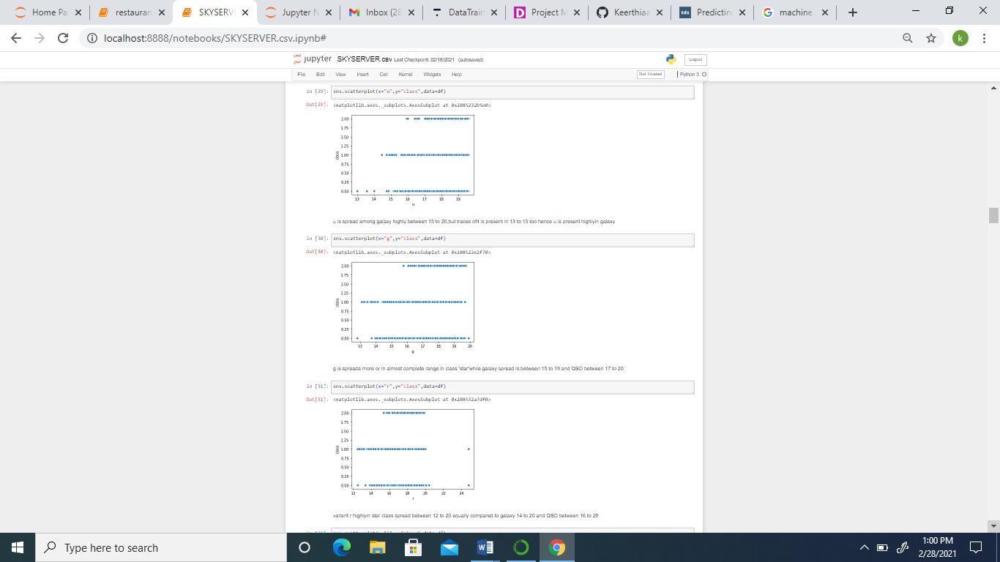 Home Pa
restauran
SKYSERV
Jupyter N
Inbox (28
DataTrain
Project M
Keerthiaa
tds
Predictin
machine
localhost:8888/notebooks/SKYSERVER.csv.ipynb#
k
jupyter SKYSERVER.csv Last Checkpoint: 02/18/2021 (autosaved)
Logout
File Edit View Insert Cell Kernel Widgets Help
Not Trusted
Python 3
In [29]: sns.scatterplot(x="u",y="class",data=df)
Out[29]: <matplotlib.axes._subplots.AxesSubplot at 0x2085232b5e0>
2.00
1.75
1.50
1.25
1.00
0.75
0.50
0.25
0.00
class
13 14 15 16 17 18 19
u
u is spread among galaxy highly between 15 to 20,but traces ofit is present in 13 to 15 too hence u is present highlyin galaxy
In [30]: sns.scatterplot(x="g",y="class",data=df)
Out[30]: <matplotlib.axes._subplots.AxesSubplot at 0x208522e2f70>
2.00
1.75
1.50
1.25
1.00
0.75
0.50
0.25
0.00
class
13 14 15 16 17 18 19 20
g
g is spreada more or in almost complete range in class 'star'while galaxy spread is between 15 to 19 and QSO between 17 to 20
In [31]: sns.scatterplot(x="r",y="class",data=df)
Out[31]: <matplotlib.axes._subplots.AxesSubplot at 0x208532a7df0>
2.00
1.75
1.50
1.25
1.00
0.75
0.50
0.25
0.00
class
12 14 16 18 20 22 24
r
varient r highlyin star class spread between 12 to 20 equally compared to galaxy 14 to 20 and QSO between 16 to 29
Type here to search
1:00 PM
2/28/2021